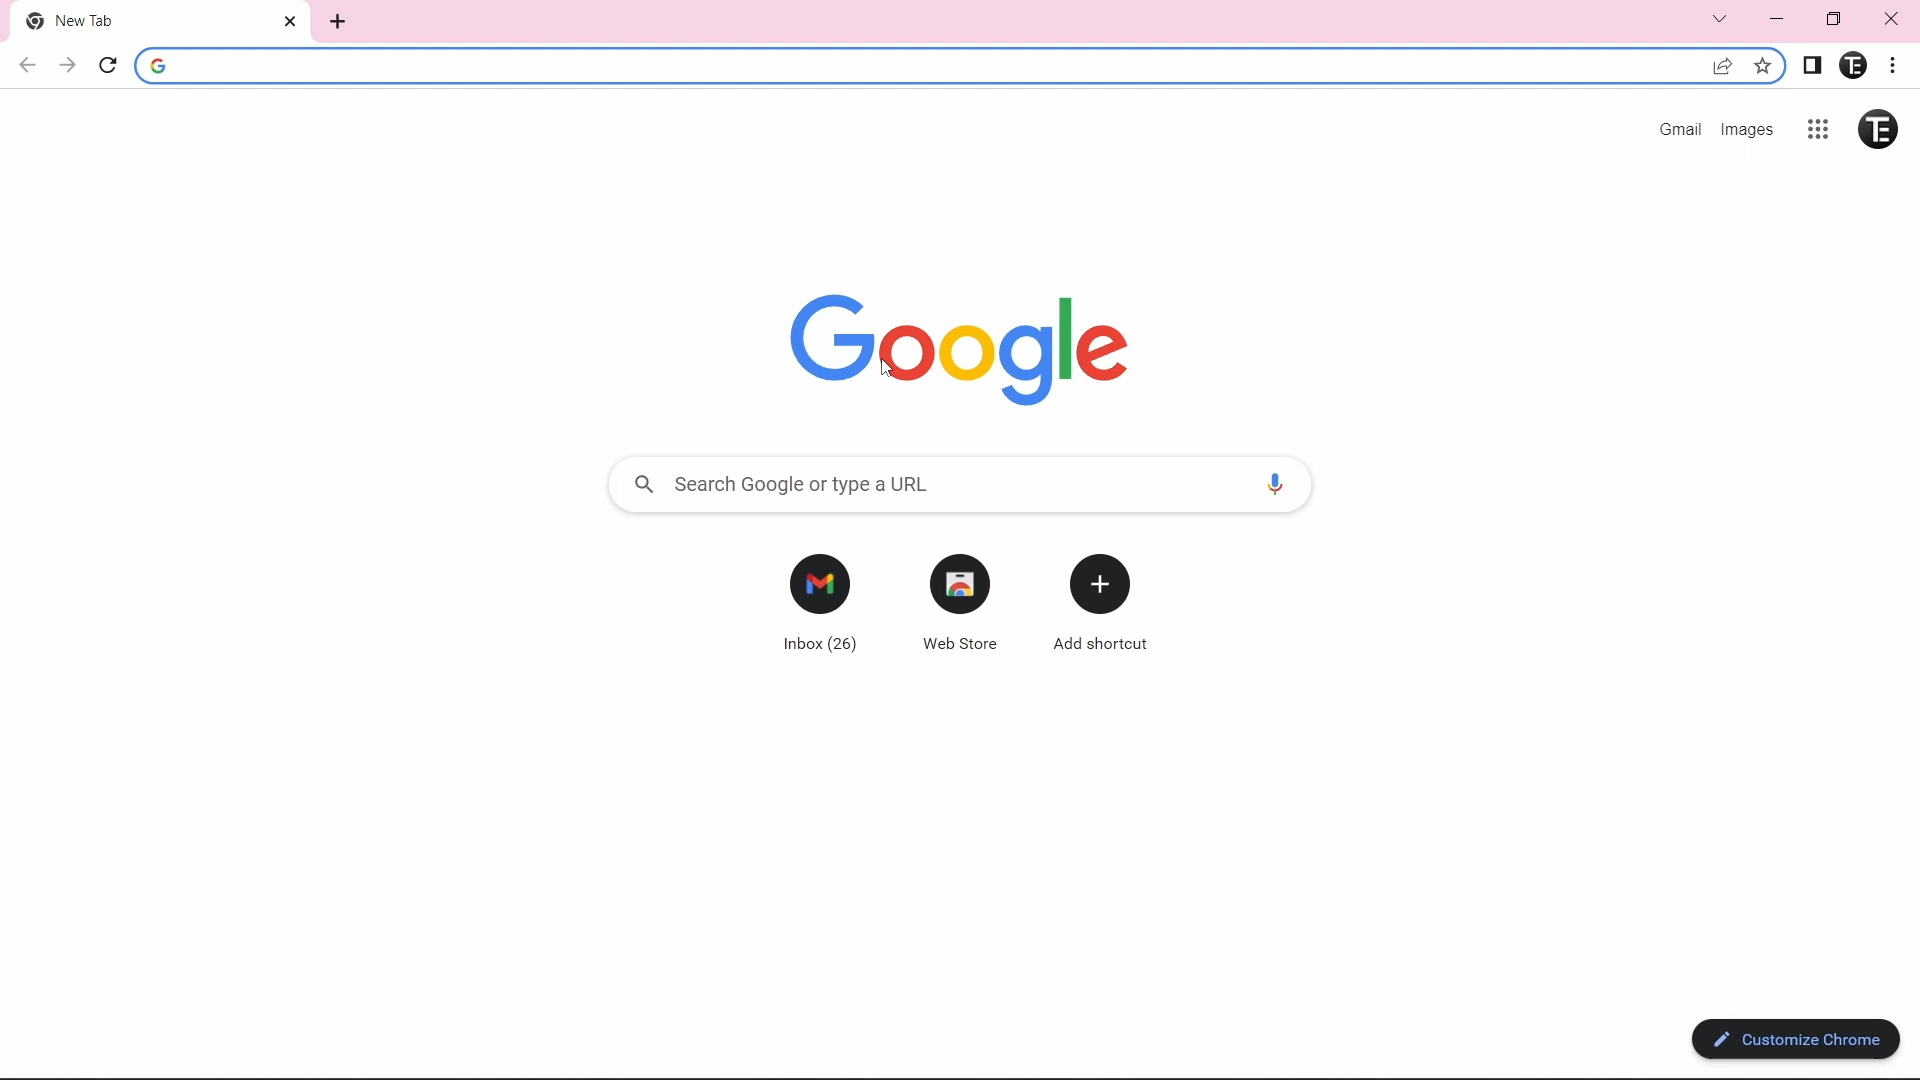 New Tab
Gmail Images
Google
Search Google or type a URL
Inbox (26)
Web Store
Add shortcut
Customize Chrome